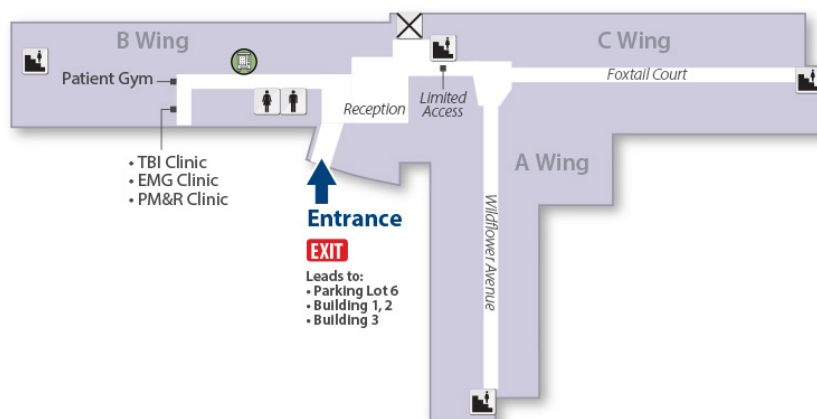 B Wing
C Wing
Patient Gym
Foxtail Court
Reception
Limited
Access
• TBI Clinic
• EMG Clinic
• PM&R Clinic
A Wing
Entrance
EXIT
Leads to:
• Parking Lot 6
• Building 1, 2
• Building 3
Wildflower Avenue